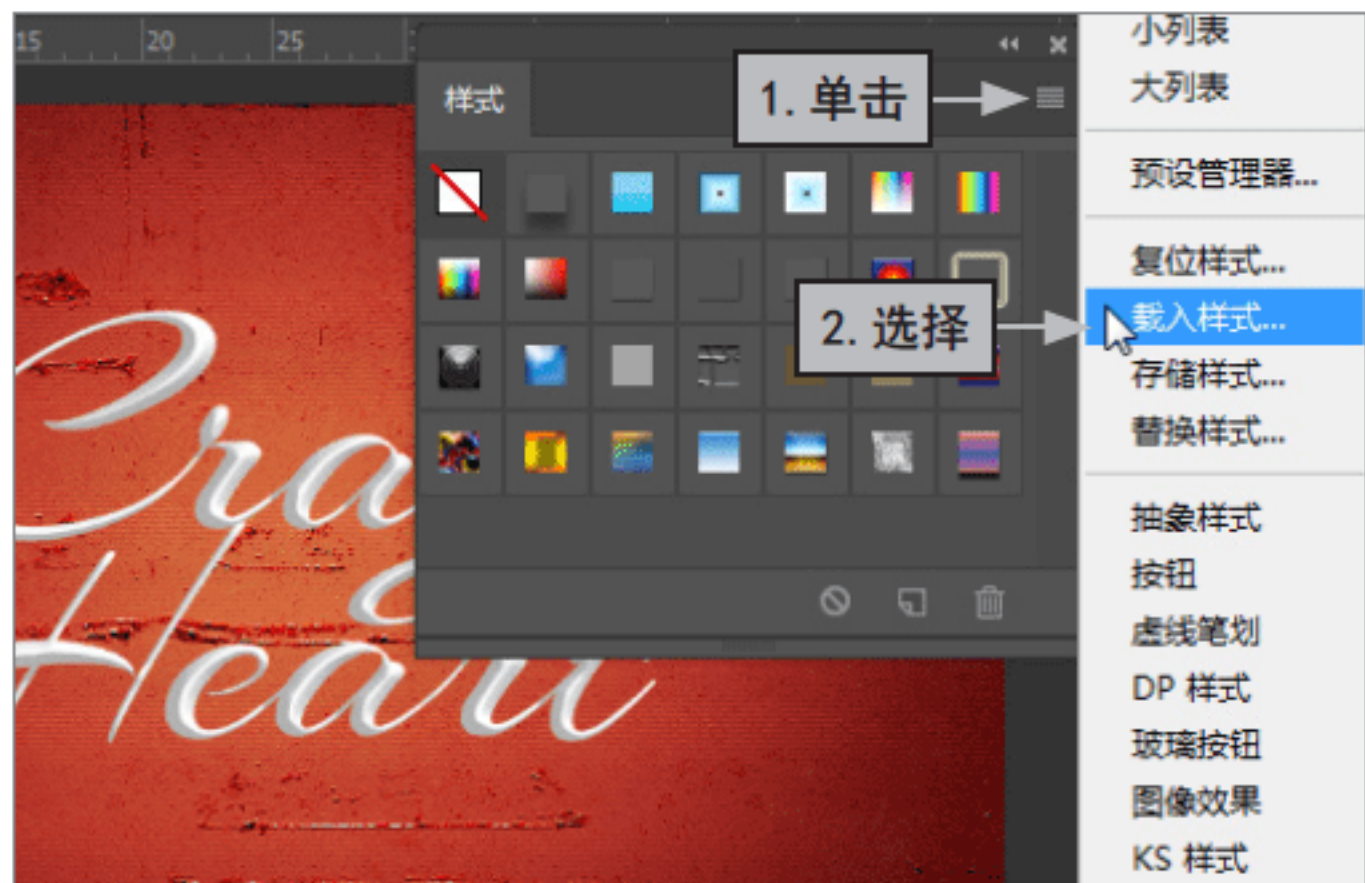 15 20 25
样式
1. 单击
2. 选择
小列表
大列表
预设管理器...
复位样式...
载入样式...
存储样式...
替换样式...
抽象样式
按钮
虚线笔划
DP 样式
玻璃按钮
图像效果
KS 样式
Heart